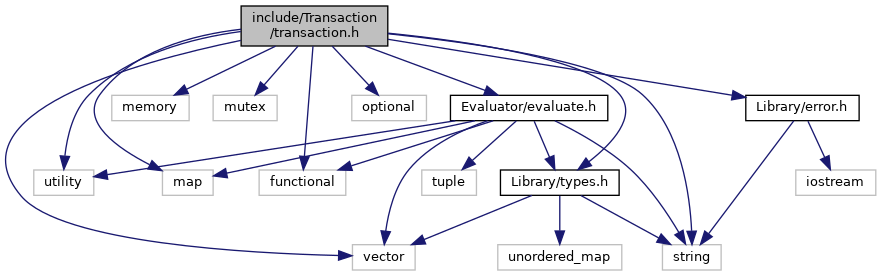 include/Transaction
/transaction.h
memory
mutex
optional
Evaluator/evaluate.h
Library/error.h
utility
map
functional
tuple
Library/types.h
iostream
vector
unordered_map
string